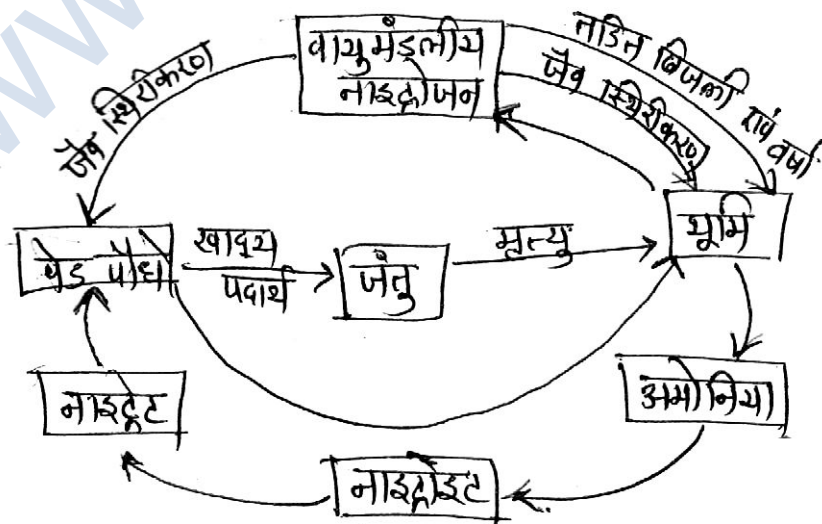 वायुमंडलीय
नाइट्रोजन
तडित बिजली एवं वर्षा
जैव स्थिरीकरण
जैव स्थिरीकरण
पेड पौधे
खाद्य
पदार्थ
जंतु
मृत्यु
भूमि
नाइट्रेट
अमोनिया
नाइट्राइट